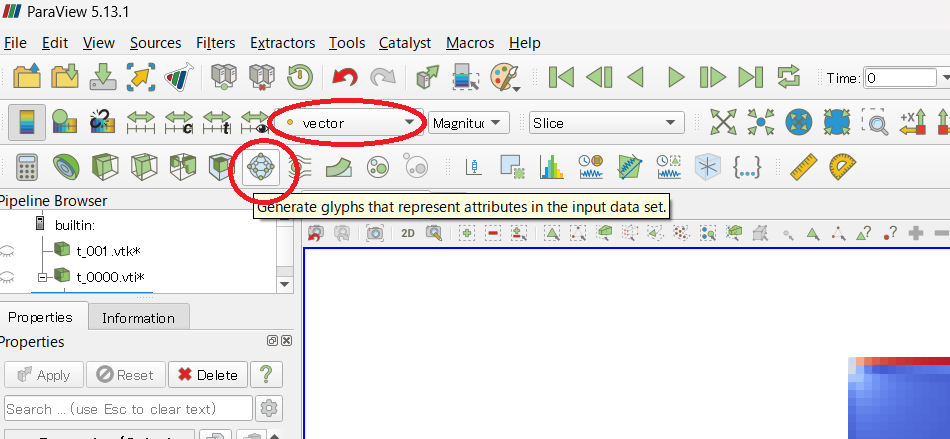 ParaView 5.13.1
File Edit View Sources Filters Extractors Tools Catalyst Macros Help
Time: 0
vector Magnituc Slice
c t +X
Generate glyphs that represent attributes in the input data set.
Pipeline Browser
builtin:
2D
t_001.vtk*
t_0000.vti*
Properties Information
Properties
Apply Reset Delete ?
Search ... (use Esc to clear text)